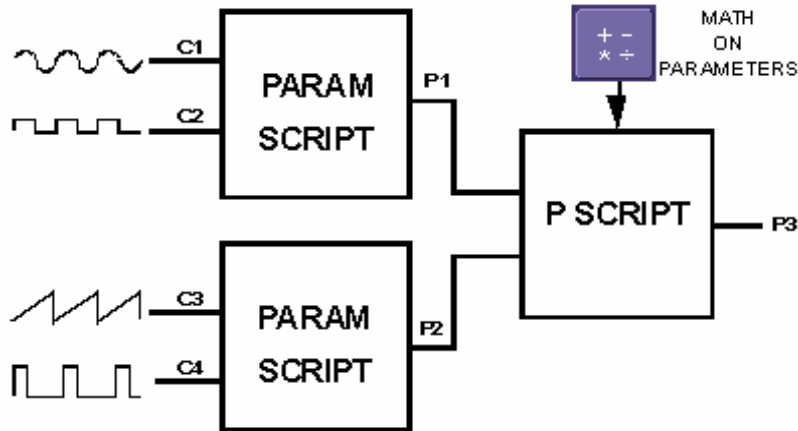 C1
C2
PARAM
SCRIPT
P1
+ -
* ÷
MATH
ON
PARAMETERS
P SCRIPT
P3
C3
C4
PARAM
SCRIPT
P2